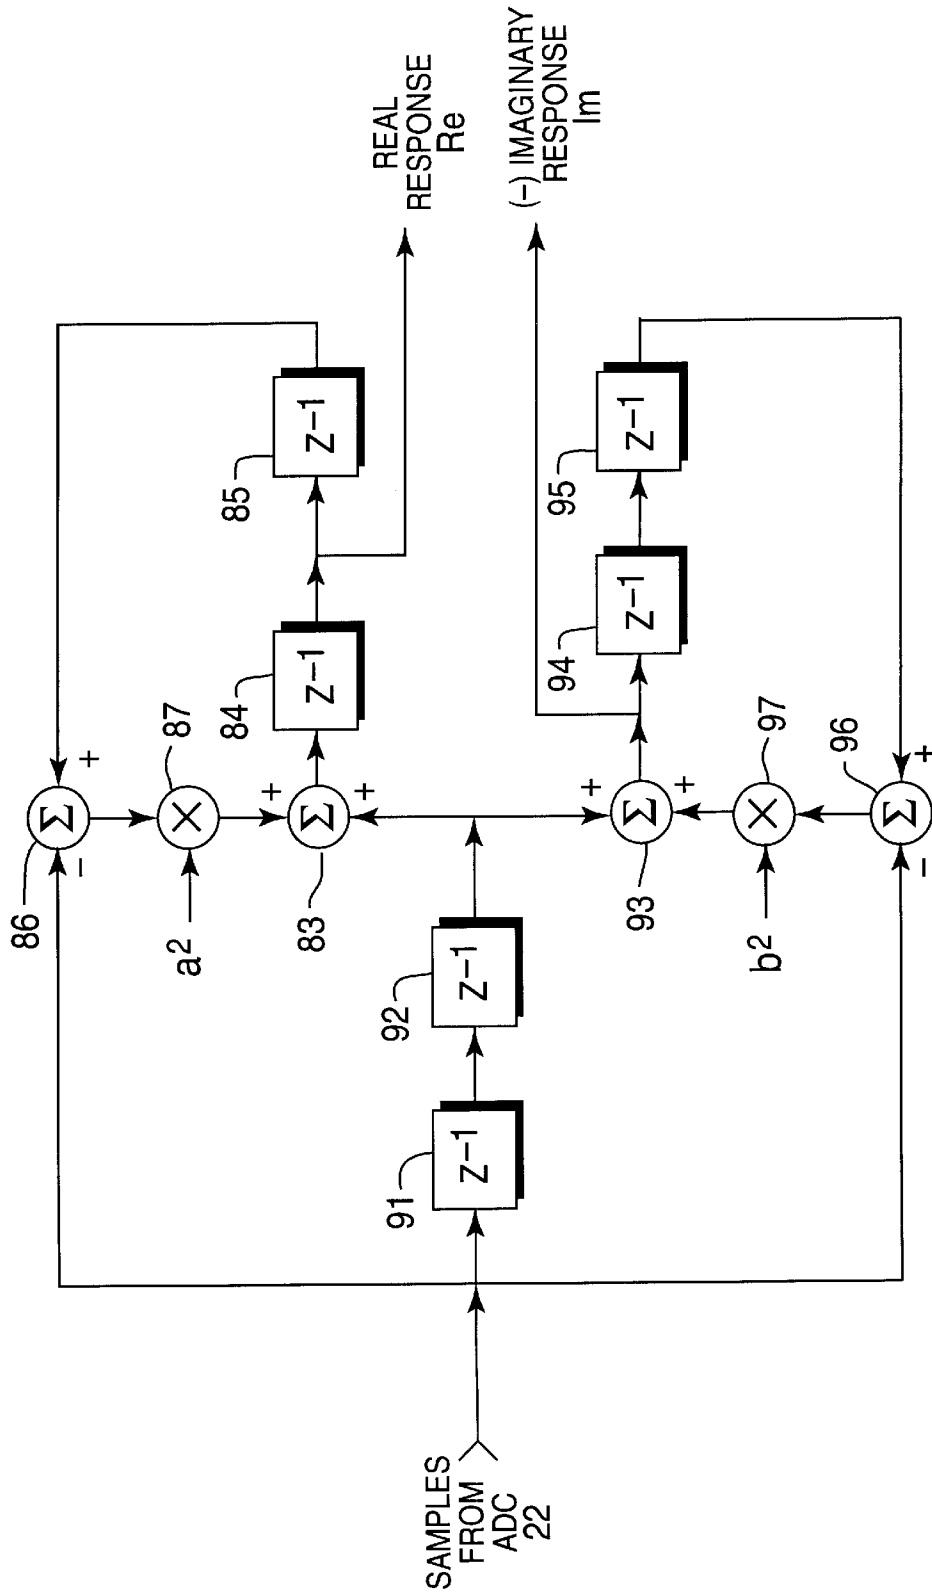 86
Σ
+
−
87
×
a²
REAL
RESPONSE
Re
85
Z⁻¹
84
Z⁻¹
+
Σ
+
83
SAMPLES
FROM
ADC
22
91
Z⁻¹
92
Z⁻¹
(−) IMAGINARY
RESPONSE
Im
+
Σ
+
93
94
Z⁻¹
95
Z⁻¹
97
×
b²
96
Σ
+
−